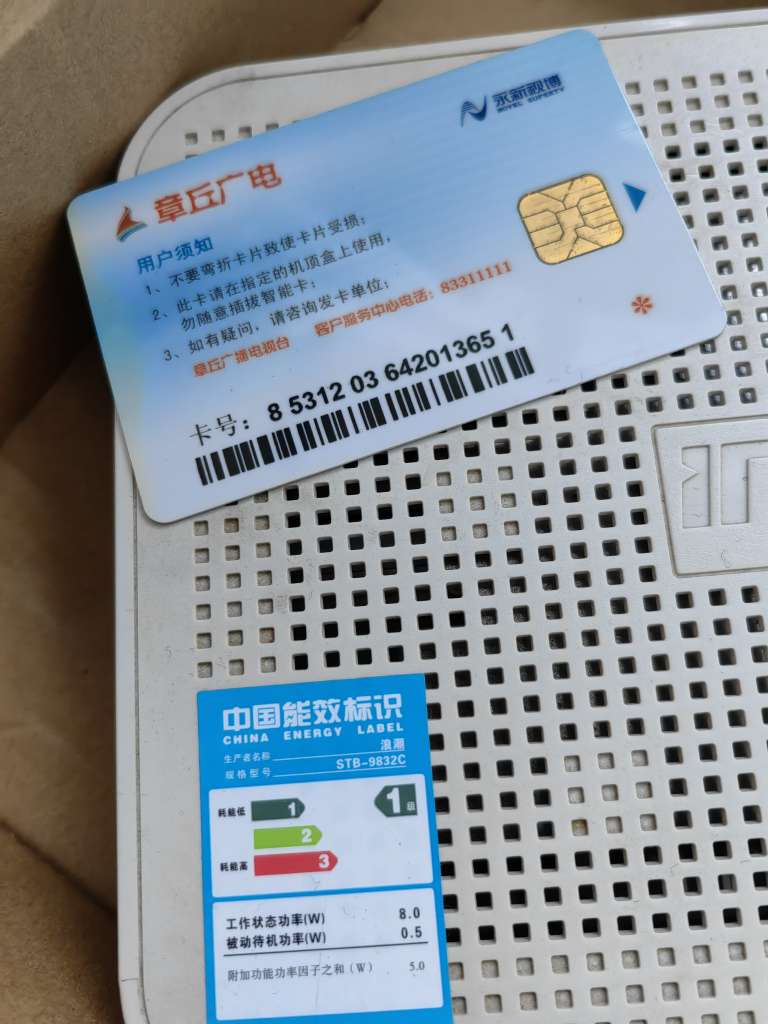 永新视博
NOVEL SUPERTV
章丘广电
用户须知
1、不要弯折卡片致使卡片受损;
2、此卡请在指定的机顶盒上使用,
勿随意插拔智能卡;
3、如有疑问,请咨询发卡单位;
章丘广播电视台 客户服务中心电话:83311111
*
卡号: 8 5312 03 64201365 1
中国能效标识
CHINA ENERGY LABEL
生产者名称 浪潮
规格型号 STB-9832C
耗能低 1 1级
2
耗能高 3
工作状态功率(W) 8.0
被动待机功率(W) 0.5
附加功能功率因子之和(W) 5.0